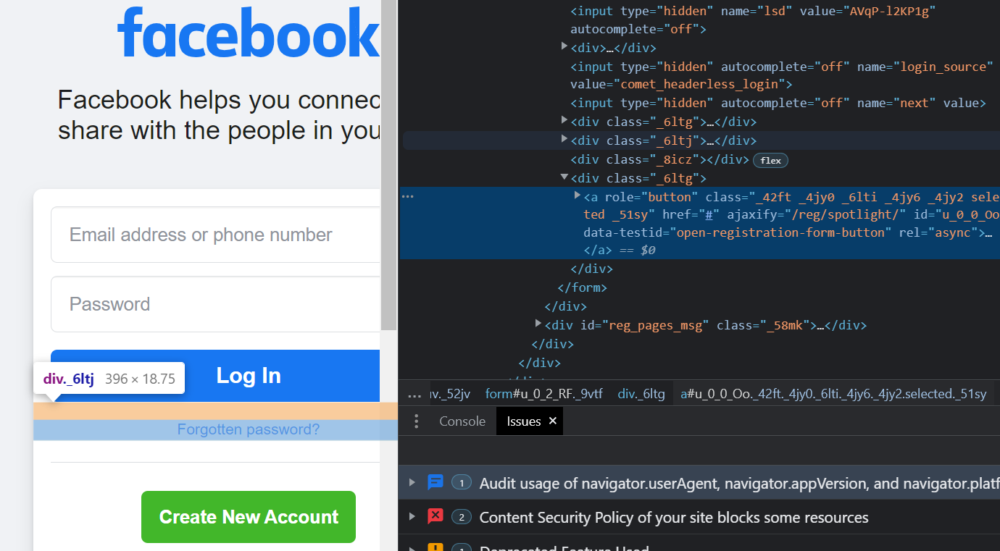 facebook
Facebook helps you connec
share with the people in you
Email address or phone number
Password
Log In
div._6ltj 396 × 18.75
Forgotten password?
Create New Account
<input type="hidden" name="lsd" value="AVqP-l2KP1g"
autocomplete="off">
<div>…</div>
<input type="hidden" autocomplete="off" name="login_source"
value="comet_headerless_login">
<input type="hidden" autocomplete="off" name="next" value>
<div class="_6ltg">…</div>
<div class="_6ltj">…</div>
<div class="_8icz"></div> flex
<div class="_6ltg">
<a role="button" class="_42ft _4jy0 _6lti _4jy6 _4jy2 sele
ted _51sy" href="#" ajaxify="/reg/spotlight/" id="u_0_0_Oo
data-testid="open-registration-form-button" rel="async">…
</a> == $0
</div>
</form>
</div>
<div id="reg_pages_msg" class="_58mk">…</div>
</div>
</div>
... iv._52jv form#u_0_2_RF._9vtf div._6ltg a#u_0_0_Oo._42ft._4jy0._6lti._4jy6._4jy2.selected._51sy
Console Issues ×
1 Audit usage of navigator.userAgent, navigator.appVersion, and navigator.platf
2 Content Security Policy of your site blocks some resources
1 Deprecated Feature Used